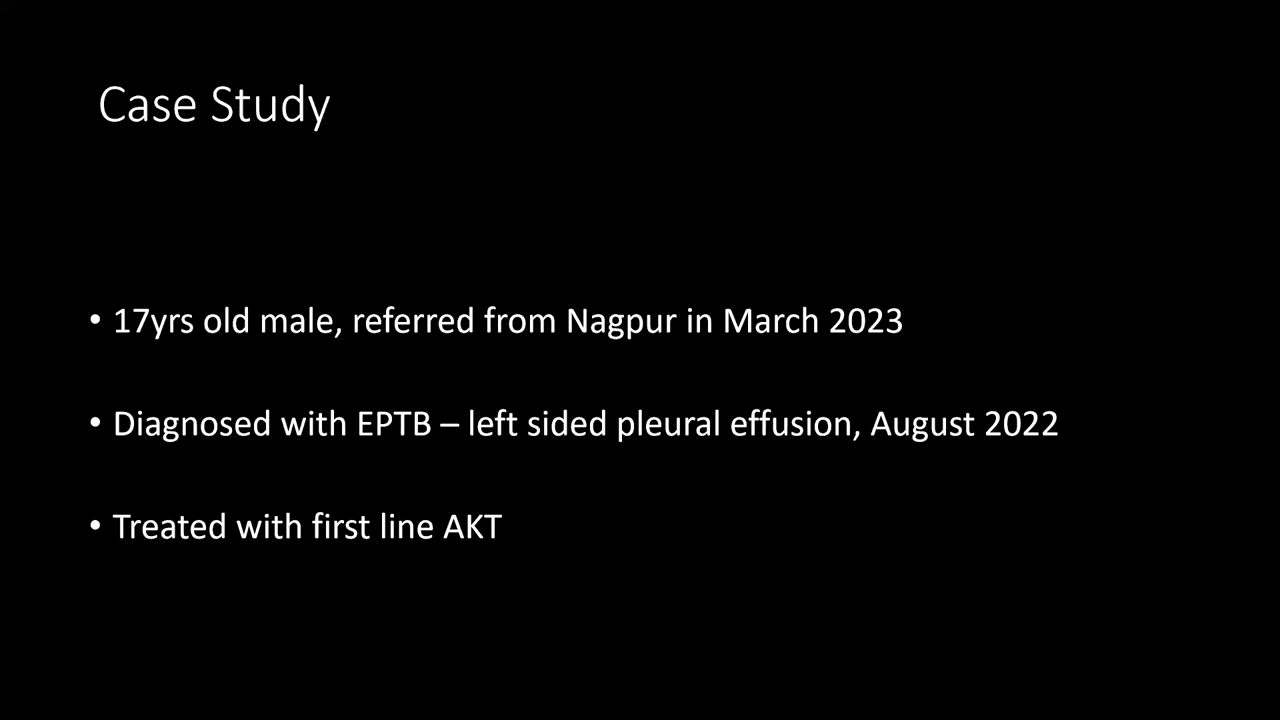 Case Study
• 17yrs old male, referred from Nagpur in March 2023
• Diagnosed with EPTB – left sided pleural effusion, August 2022
• Treated with first line AKT